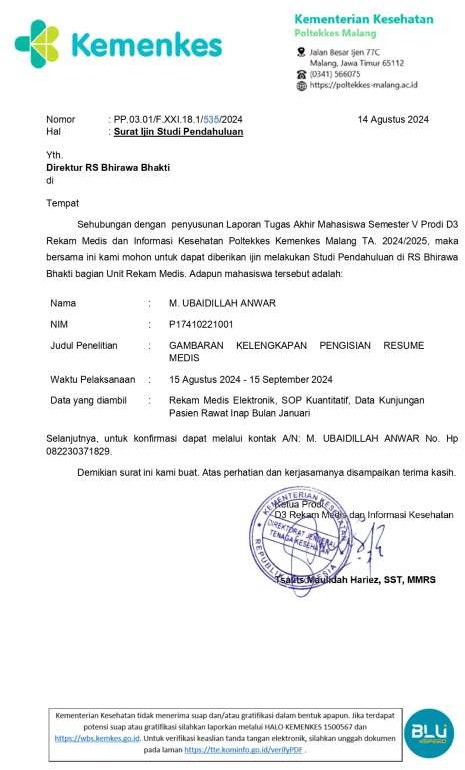 Kemenkes
Kementerian Kesehatan
Poltekkes Malang
Jalan Besar Ijen 77C
Malang, Jawa Timur 65112
(0341) 566075
https://poltekkes-malang.ac.id
Nomor : PP.03.01/F.XXI.18.1/535/2024 14 Agustus 2024
Hal : Surat Ijin Studi Pendahuluan
Yth.
Direktur RS Bhirawa Bhakti
di
Tempat
Sehubungan dengan penyusunan Laporan Tugas Akhir Mahasiswa Semester V Prodi D3
Rekam Medis dan Informasi Kesehatan Poltekkes Kemenkes Malang TA. 2024/2025, maka
bersama ini kami mohon untuk dapat diberikan ijin melakukan Studi Pendahuluan di RS Bhirawa
Bhakti bagian Unit Rekam Medis. Adapun mahasiswa tersebut adalah:
Nama : M. UBAIDILLAH ANWAR
NIM : P17410221001
Judul Penelitian : GAMBARAN KELENGKAPAN PENGISIAN RESUME
MEDIS
Waktu Pelaksanaan : 15 Agustus 2024 - 15 September 2024
Data yang diambil : Rekam Medis Elektronik, SOP Kuantitatif, Data Kunjungan
Pasien Rawat Inap Bulan Januari
Selanjutnya, untuk konfirmasi dapat melalui kontak A/N: M. UBAIDILLAH ANWAR No. Hp
082230371829.
Demikian surat ini kami buat. Atas perhatian dan kerjasamanya disampaikan terima kasih.
Ketua Prodi
D3 Rekam Medis dan Informasi Kesehatan
KEMENTERIAN KESEHATAN
DIREKTORAT JENDERAL
TENAGA KESEHATAN
REPUBLIK INDONESIA
Tsalits Maulidah Hariez, SST, MMRS
Kementerian Kesehatan tidak menerima suap dan/atau gratifikasi dalam bentuk apapun. Jika terdapat
potensi suap atau gratifikasi silahkan laporkan melalui HALO KEMENKES 1500567 dan
https://wbs.kemkes.go.id. Untuk verifikasi keaslian tanda tangan elektronik, silahkan unggah dokumen
pada laman https://tte.kominfo.go.id/verifyPDF .
BLU